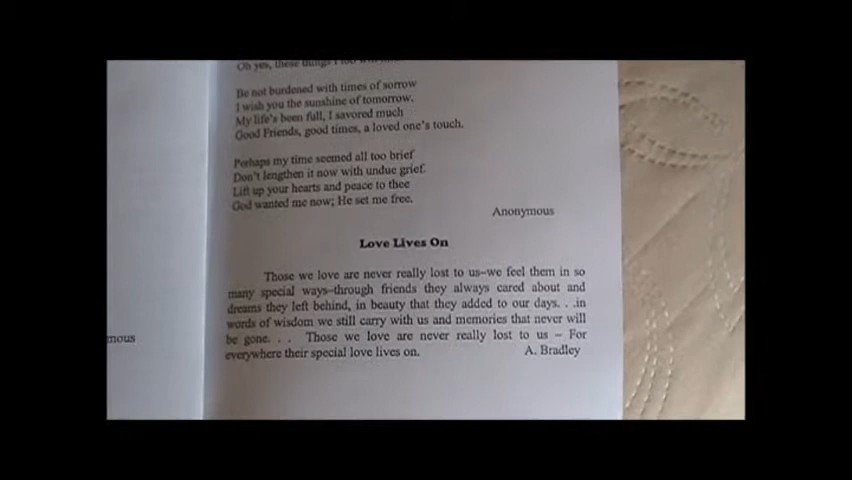 Oh yes, these things I too will
Be not burdened with times of sorrow
I wish you the sunshine of tomorrow.
My life's been full, I savored much
Good Friends, good times, a loved one's touch.
Perhaps my time seemed all too brief
Don't lengthen it now with undue grief.
Lift up your hearts and peace to thee
God wanted me now; He set me free.
Anonymous
Love Lives On
Those we love are never really lost to us–we feel them in so
many special ways–through friends they always cared about and
dreams they left behind, in beauty that they added to our days. . .in
words of wisdom we still carry with us and memories that never will
be gone. . . Those we love are never really lost to us – For
everywhere their special love lives on. A. Bradley
mous